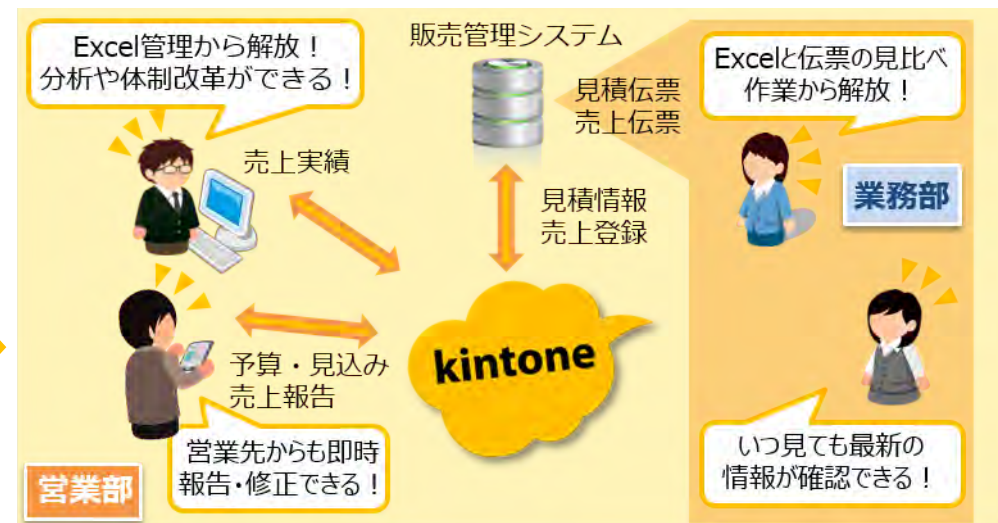 Excel管理から解放！
分析や体制改革ができる！
販売管理システム
見積伝票
売上伝票
Excelと伝票の見比べ
作業から解放！
売上実績
見積情報
売上登録
業務部
kintone
予算・見込み
売上報告
営業先からも即時
報告・修正できる！
営業部
いつ見ても最新の
情報が確認できる！